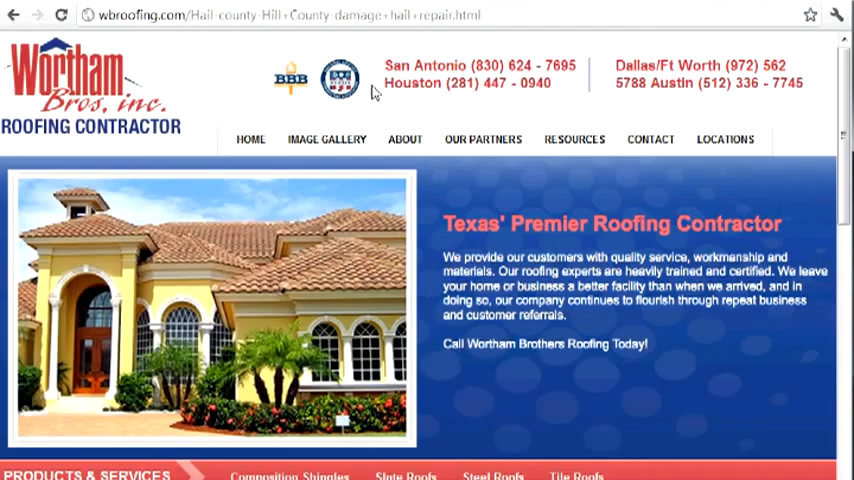 wbroofing.com/Hail-county-Hill+County-damage+hail+repair.html
Wortham
Bros, inc.
ROOFING CONTRACTOR
BBB
San Antonio (830) 624 - 7695
Houston (281) 447 - 0940
Dallas/Ft Worth (972) 562
5788 Austin (512) 336 - 7745
HOME IMAGE GALLERY ABOUT OUR PARTNERS RESOURCES CONTACT LOCATIONS
Texas' Premier Roofing Contractor
We provide our customers with quality service, workmanship and
materials. Our roofing experts are heavily trained and certified. We leave
your home or business a better facility than when we arrived, and in
doing so, our company continues to flourish through repeat business
and customer referrals.
Call Wortham Brothers Roofing Today!
PRODUCTS & SERVICES Composition Shingles Slate Roofs Steel Roofs Tile Roofs